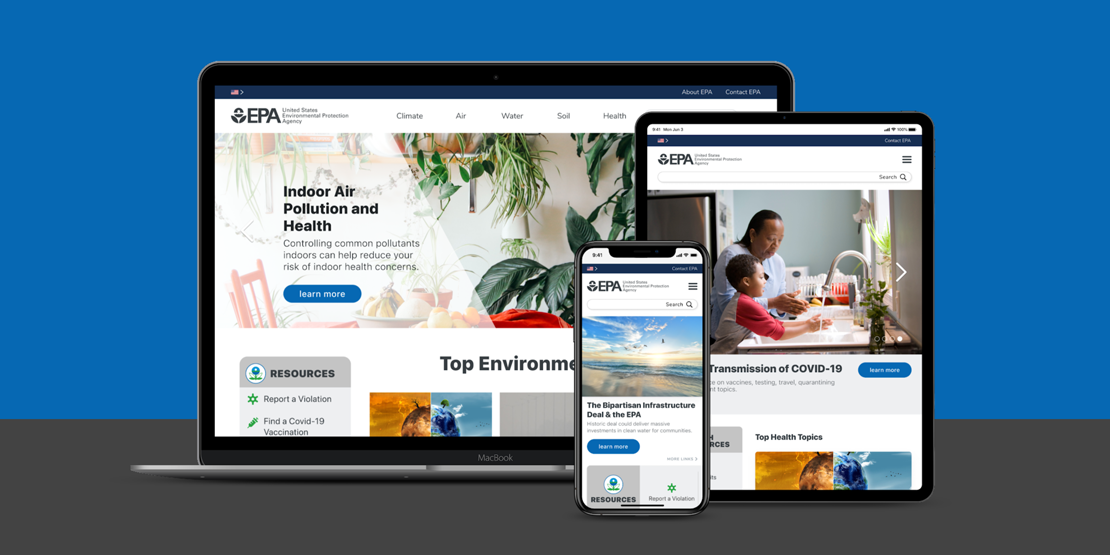 About EPA
Contact EPA
EPA
United States
Environmental Protection
Agency
Climate
Air
Water
Soil
Health
Indoor Air
Pollution and
Health
Controlling common pollutants
indoors can help reduce your
risk of indoor health concerns.
learn more
RESOURCES
Report a Violation
Find a Covid-19
Vaccination
Top Environme
MacBook
9:41
Contact EPA
EPA
United States
Environmental Protection
Agency
Search
The Bipartisan Infrastructure
Deal & the EPA
Historic deal could deliver massive
investments in clean water for communities.
learn more
MORE LINKS
RESOURCES
Report a Violation
9:41 Mon Jun 3
100%
Contact EPA
EPA
United States
Environmental Protection
Agency
Search
Transmission of COVID-19
ce on vaccines, testing, travel, quarantining
nt topics.
learn more
H
RCES
Top Health Topics
its